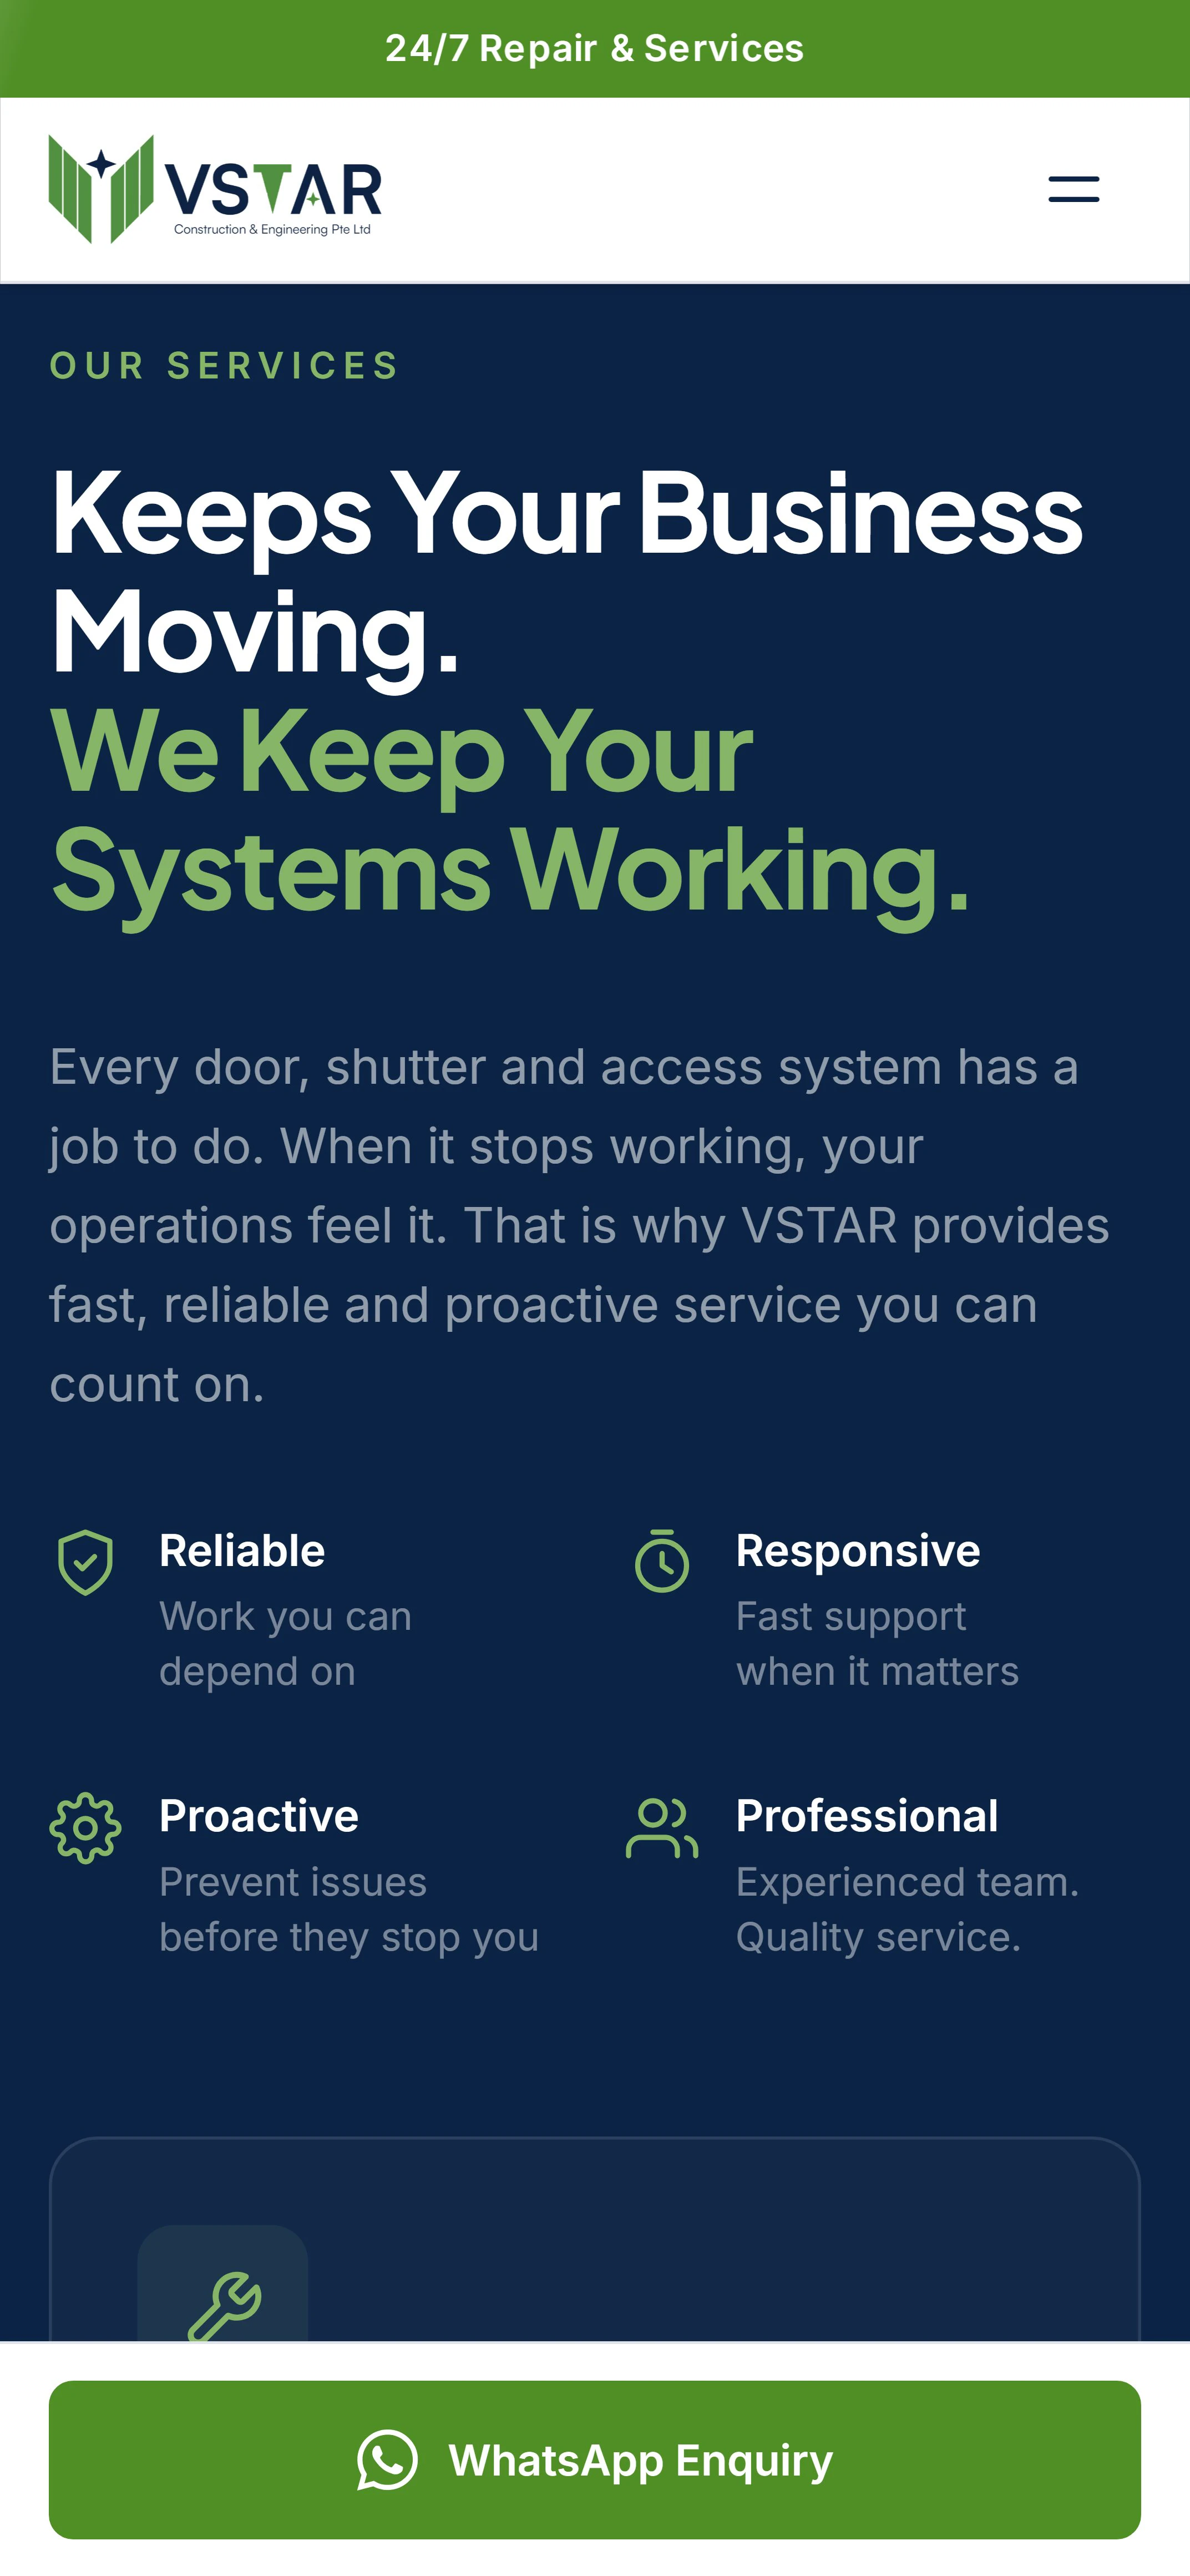 24/7 Repair & Services
VSTAR
Construction & Engineering Pte Ltd
OUR SERVICES
Keeps Your Business
Moving.
We Keep Your
Systems Working.
Every door, shutter and access system has a
job to do. When it stops working, your
operations feel it. That is why VSTAR provides
fast, reliable and proactive service you can
count on.
Reliable
Work you can
depend on
Responsive
Fast support
when it matters
Proactive
Prevent issues
before they stop you
Professional
Experienced team.
Quality service.
WhatsApp Enquiry